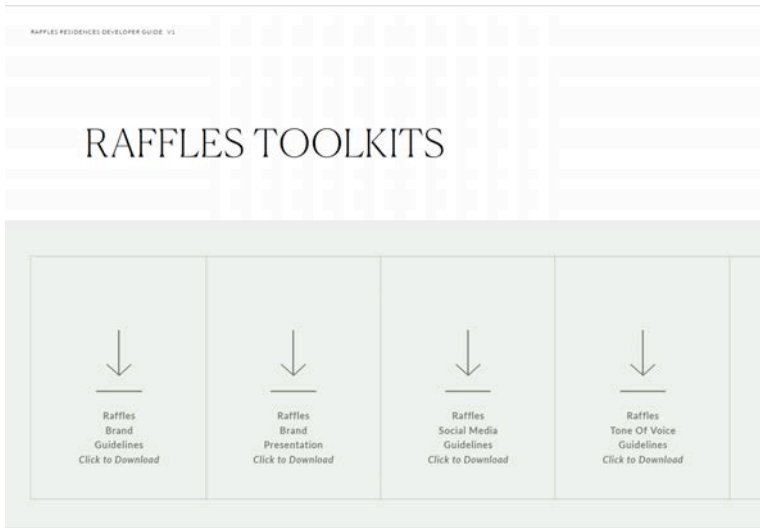 RAFFLES RESIDENCES DEVELOPER GUIDE V1
RAFFLES TOOLKITS
Raffles
Brand
Guidelines
Click to Download
Raffles
Brand
Presentation
Click to Download
Raffles
Social Media
Guidelines
Click to Download
Raffles
Tone Of Voice
Guidelines
Click to Download